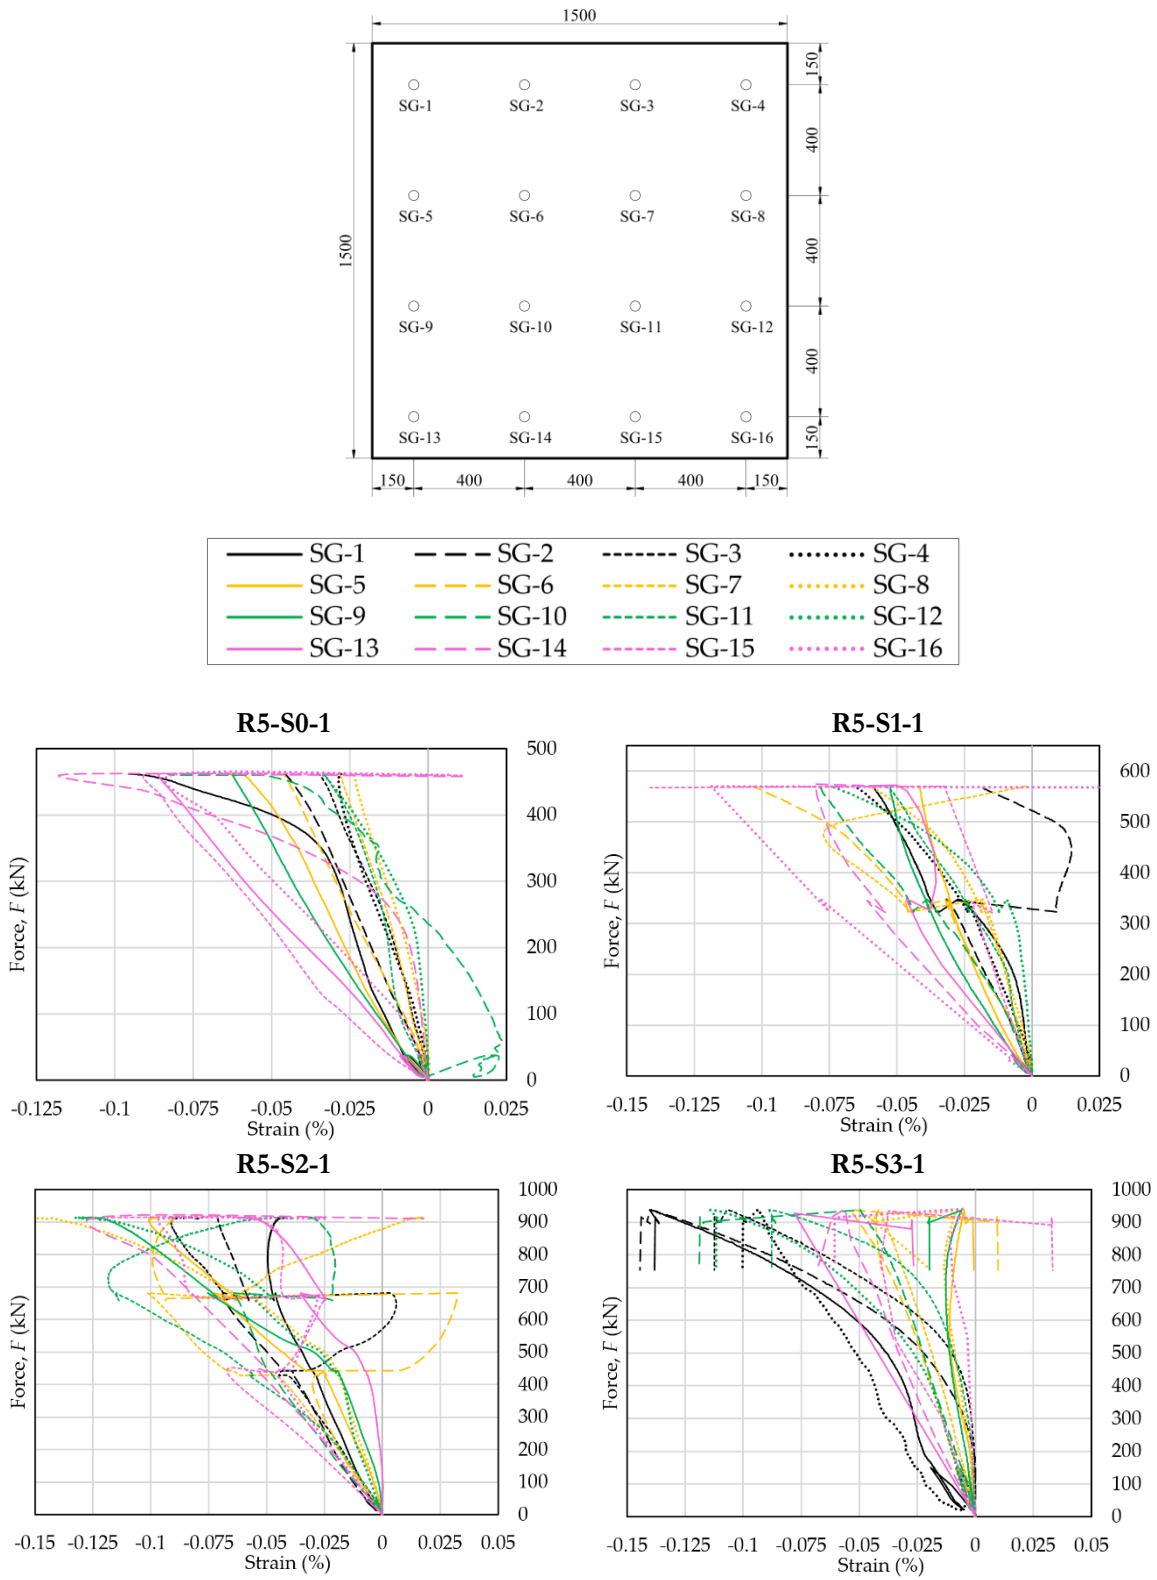 1500
150
SG-1 SG-2 SG-3 SG-4
400
SG-5 SG-6 SG-7 SG-8
1500
400
SG-9 SG-10 SG-11 SG-12
400
SG-13 SG-14 SG-15 SG-16
150
150 400 400 400 150
SG-1 SG-2 SG-3 SG-4
SG-5 SG-6 SG-7 SG-8
SG-9 SG-10 SG-11 SG-12
SG-13 SG-14 SG-15 SG-16
R5-S0-1
500
400
300
200
100
0
Force, F (kN)
-0.125 -0.1 -0.075 -0.05 -0.025 0 0.025
Strain (%)
R5-S1-1
600
500
400
300
200
100
0
Force, F (kN)
-0.15 -0.125 -0.1 -0.075 -0.05 -0.025 0 0.025
Strain (%)
R5-S2-1
1000
900
800
700
600
500
400
300
200
100
0
Force, F (kN)
-0.15 -0.125 -0.1 -0.075 -0.05 -0.025 0 0.025 0.05
Strain (%)
R5-S3-1
1000
900
800
700
600
500
400
300
200
100
0
Force, F (kN)
-0.15 -0.125 -0.1 -0.075 -0.05 -0.025 0 0.025 0.05
Strain (%)